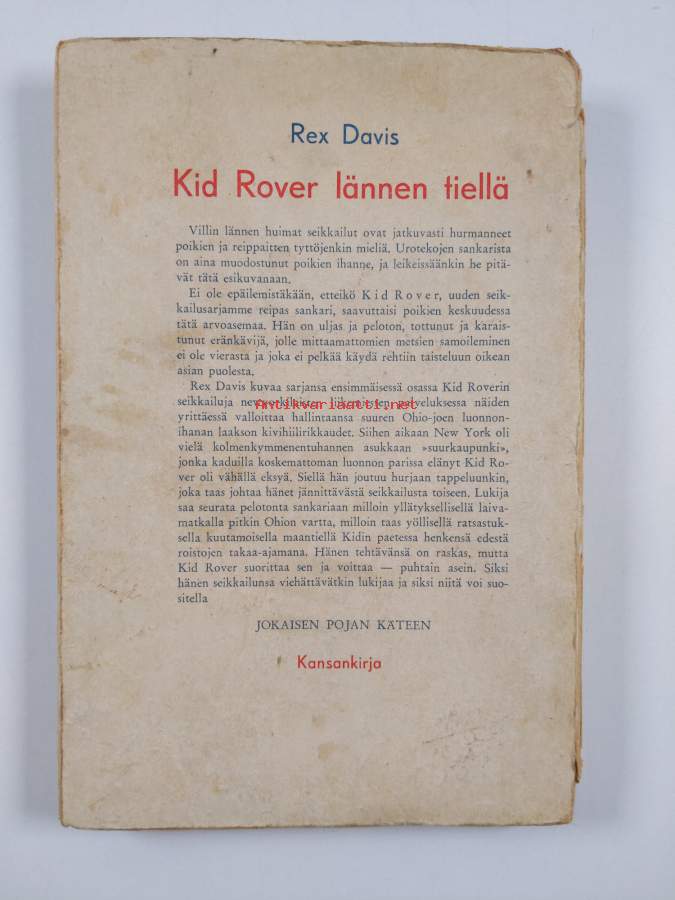 Rex Davis
Kid Rover lännen tiellä
Villin lännen huimat seikkailut ovat jatkuvasti hurmanneet
poikien ja reippaitten tyttöjenkin mieliä. Urotekojen sankarista
on aina muodostunut poikien ihanne, ja leikeissäänkin he pitä-
vät tätä esikuvanaan.
Ei ole epäilemistäkään, etteikö Kid Rover, uuden seik-
kailusarjamme reipas sankari, saavuttaisi poikien keskuudessa
tätä arvoasemaa. Hän on uljas ja peloton, tottunut ja karais-
tunut eränkävijä, jolle mittaamattomien metsien samoileminen
ei ole vierasta ja joka ei pelkää käydä rehtiin taisteluun oikean
asian puolesta.
Rex Davis kuvaa sarjansa ensimmäisessä osassa Kid Roverin
seikkailuja newyorkilaisten liikemiesten palveluksessa näiden
Antikvariaatti.net
yrittäessä valloittaa hallintaansa suuren Ohio-joen luonnon-
ihanan laakson kivihiilirikkaudet. Siihen aikaan New York oli
vielä kolmenkymmenentuhannen asukkaan »suurkaupunki»,
jonka kaduilla koskemattoman luonnon parissa elänyt Kid Ro-
ver oli vähällä eksyä. Siellä hän joutuu hurjaan tappeluunkin,
joka taas johtaa hänet jännittävästä seikkailusta toiseen. Lukija
saa seurata pelotonta sankariaan milloin yllätyksellisellä laiva-
matkalla pitkin Ohion vartta, milloin taas yöllisellä ratsastuk-
sella kuutamoisella maantiellä Kidin paetessa henkensä edestä
roistojen takaa-ajamana. Hänen tehtävänsä on raskas, mutta
Kid Rover suorittaa sen ja voittaa — puhtain asein. Siksi
hänen seikkailunsa viehättävätkin lukijaa ja siksi niitä voi suo-
sitella
JOKAISEN POJAN KÄTEEN
Kansankirja